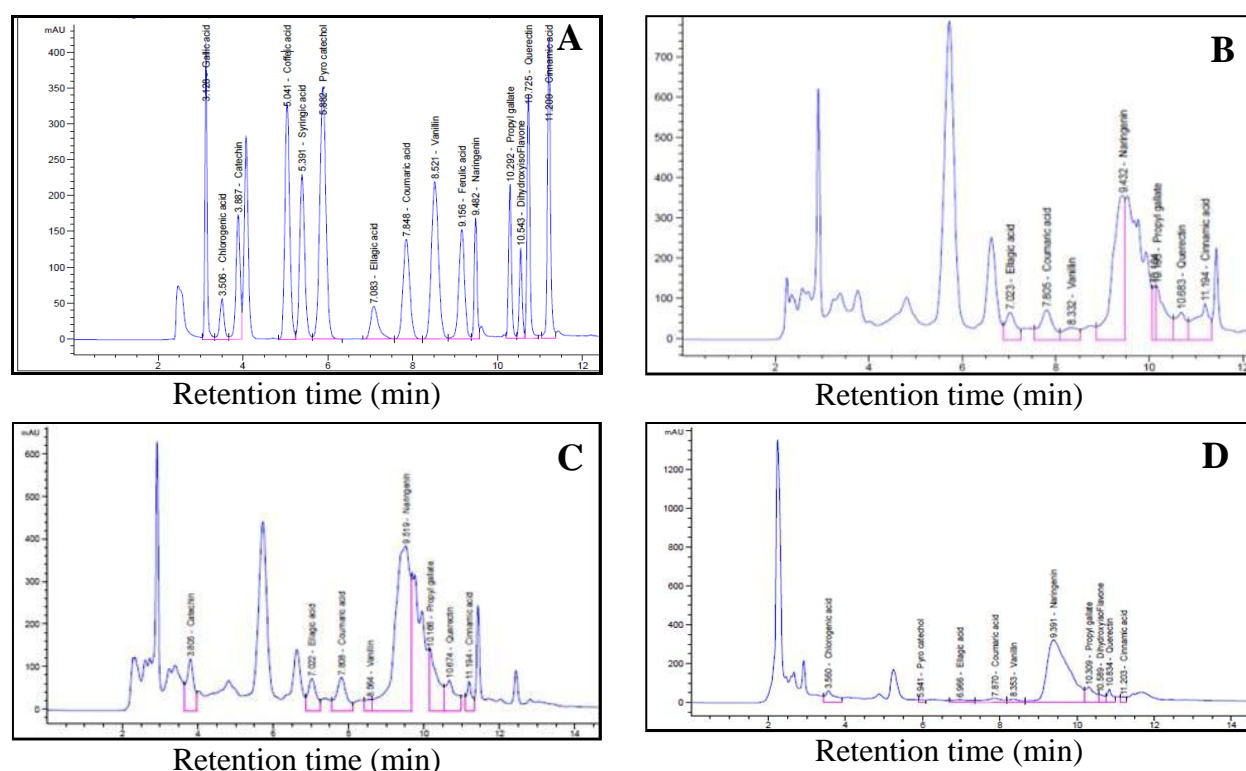 A
mAU
400
350
300
250
200
150
100
50
0
3.128 - Gallic acid
3.506 - Chlorogenic acid
3.887 - Catechin
5.041 - Coffeic acid
5.391 - Syringic acid
5.882 - Pyro catechol
7.083 - Ellagic acid
7.848 - Coumaric acid
8.521 - Vanillin
9.156 - Ferulic acid
9.482 - Naringenin
10.292 - Propyl gallate
10.543 - DihydroxyisoFlavone
10.725 - Querectin
11.209 - Cinnamic acid
2 4 6 8 10 12
Retention time (min)
B
mAU
700
600
500
400
300
200
100
0
7.023 - Ellagic acid
7.805 - Coumaric acid
8.332 - Vanillin
9.432 - Naringenin
Propyl gallate
10.683 - Querectin
11.194 - Cinnamic acid
2 4 6 8 10 12
Retention time (min)
C
mAU
600
500
400
300
200
100
0
3.805 - Catechin
7.022 - Ellagic acid
7.808 - Coumaric acid
8.564 - Vanillin
9.519 - Naringenin
10.166 - Propyl gallate
10.674 - Querectin
11.194 - Cinnamic acid
2 4 6 8 10 12 14
Retention time (min)
D
mAU
1200
1000
800
600
400
200
0
3.560 - Chlorogenic acid
5.941 - Pyro catechol
6.966 - Ellagic acid
7.870 - Coumaric acid
8.353 - Vanillin
9.391 - Naringenin
10.309 - Propyl gallate
10.589 - DihydroxyisoFlavone
10.834 - Querectin
11.203 - Cinnamic acid
2 4 6 8 10 12 14
Retention time (min)